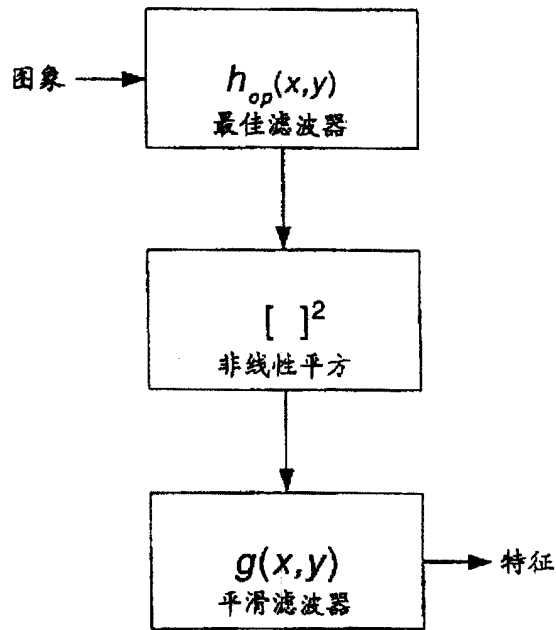 图象
h_op(x,y)
最佳滤波器
[ ]²
非线性平方
g(x,y)
平滑滤波器
特征